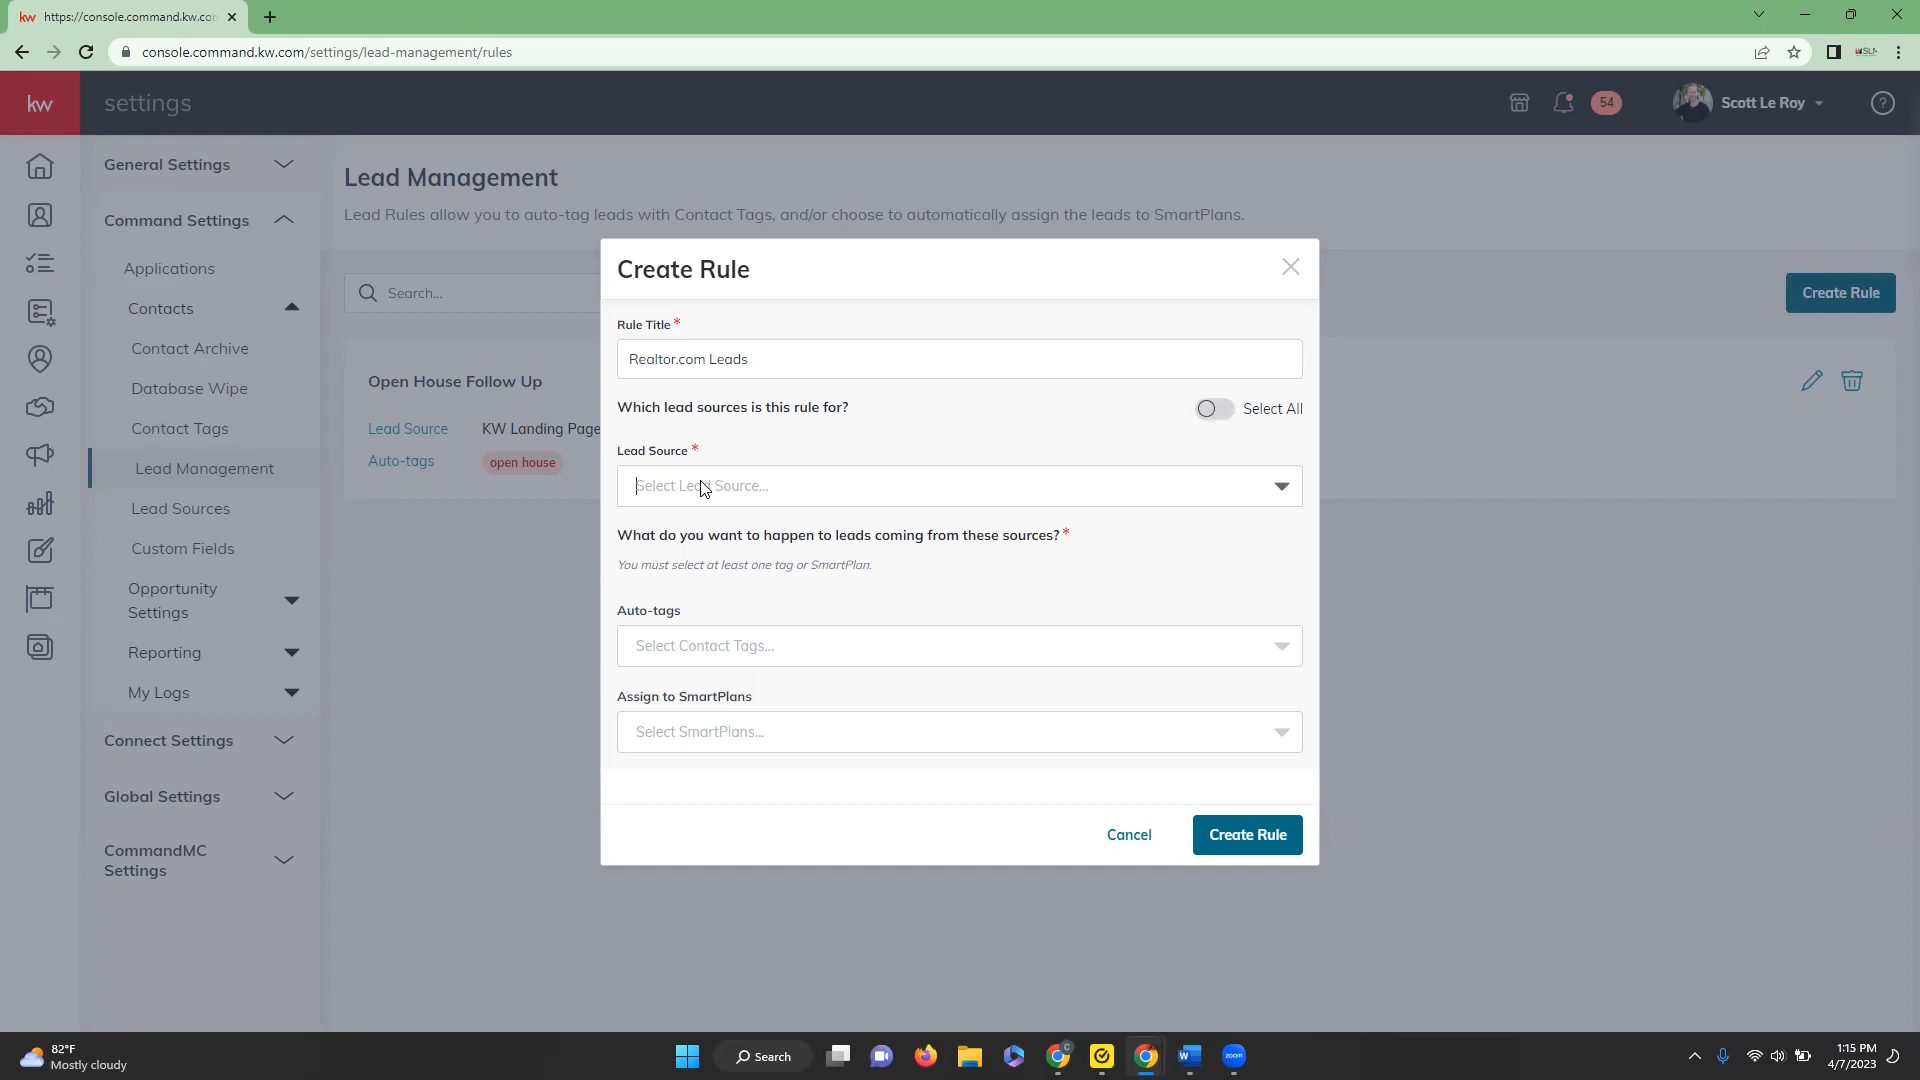 kw https://console.command.kw.com
console.command.kw.com/settings/lead-management/rules
kw settings
54 Scott Le Roy
General Settings
Command Settings
Applications
Contacts
Contact Archive
Database Wipe
Contact Tags
Lead Management
Lead Sources
Custom Fields
Opportunity
Settings
Reporting
My Logs
Connect Settings
Global Settings
CommandMC
Settings
Lead Management
Lead Rules allow you to auto-tag leads with Contact Tags, and/or choose to automatically assign the leads to SmartPlans.
Search...
Create Rule
Open House Follow Up
Lead Source KW Landing Page
Auto-tags open house
Create Rule
Rule Title *
Realtor.com Leads
Which lead sources is this rule for?
Select All
Lead Source *
Select Lead Source...
What do you want to happen to leads coming from these sources? *
You must select at least one tag or SmartPlan.
Auto-tags
Select Contact Tags...
Assign to SmartPlans
Select SmartPlans...
Cancel
Create Rule
82°F
Mostly cloudy
Search
zoom
1:15 PM
4/7/2023